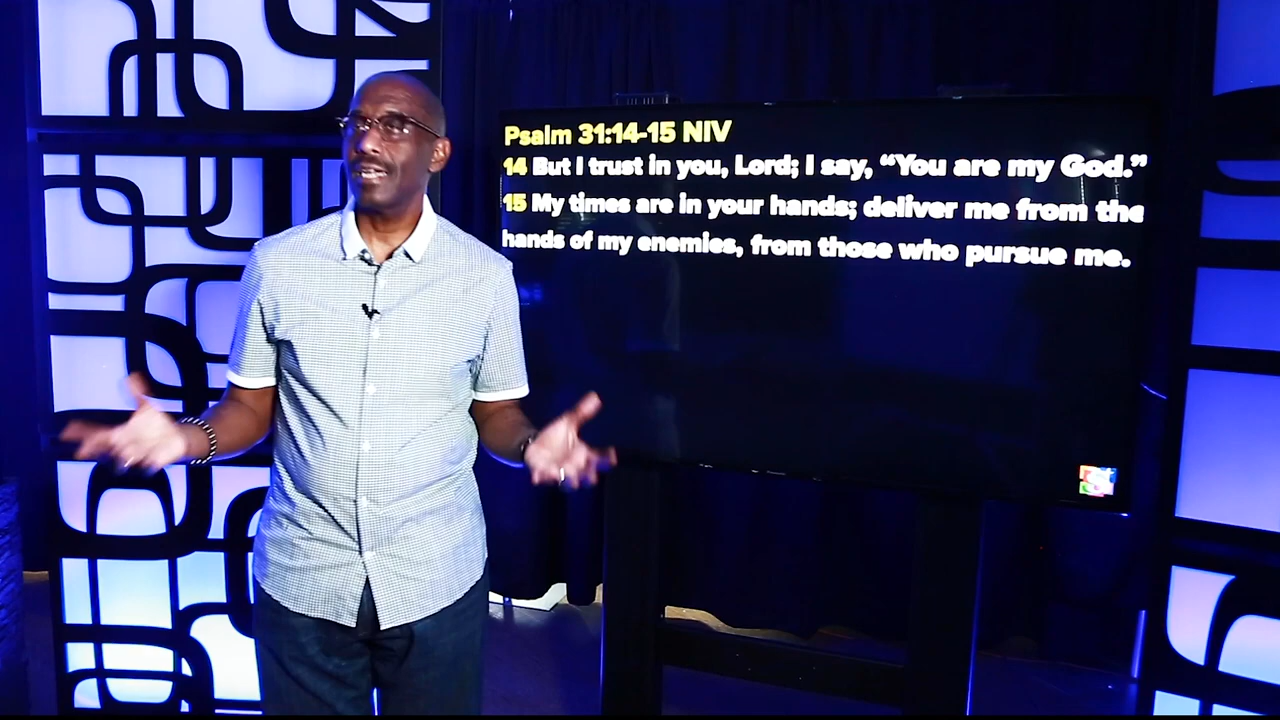 Psalm 31:14-15 NIV
14 But I trust in you, Lord; I say, “You are my God.”
15 My times are in your hands; deliver me from the
hands of my enemies, from those who pursue me.